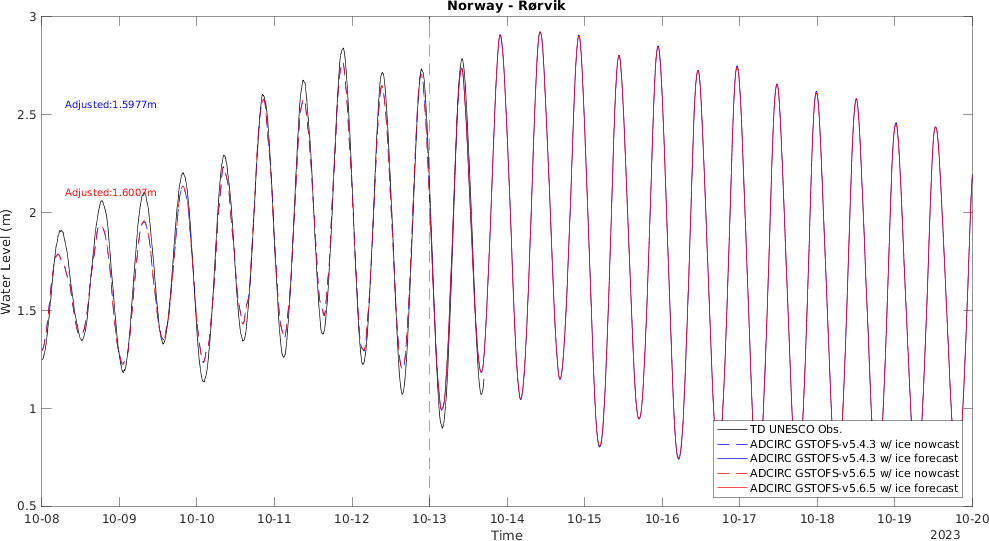 Norway - Rørvik
3
2.5
2
1.5
1
0.5
Water Level (m)
Adjusted:1.5977m
Adjusted:1.6007m
TD UNESCO Obs.
ADCIRC GSTOFS-v5.4.3 w/ ice nowcast
ADCIRC GSTOFS-v5.4.3 w/ ice forecast
ADCIRC GSTOFS-v5.6.5 w/ ice nowcast
ADCIRC GSTOFS-v5.6.5 w/ ice forecast
10-08 10-09 10-10 10-11 10-12 10-13 10-14 10-15 10-16 10-17 10-18 10-19 10-20
Time
2023